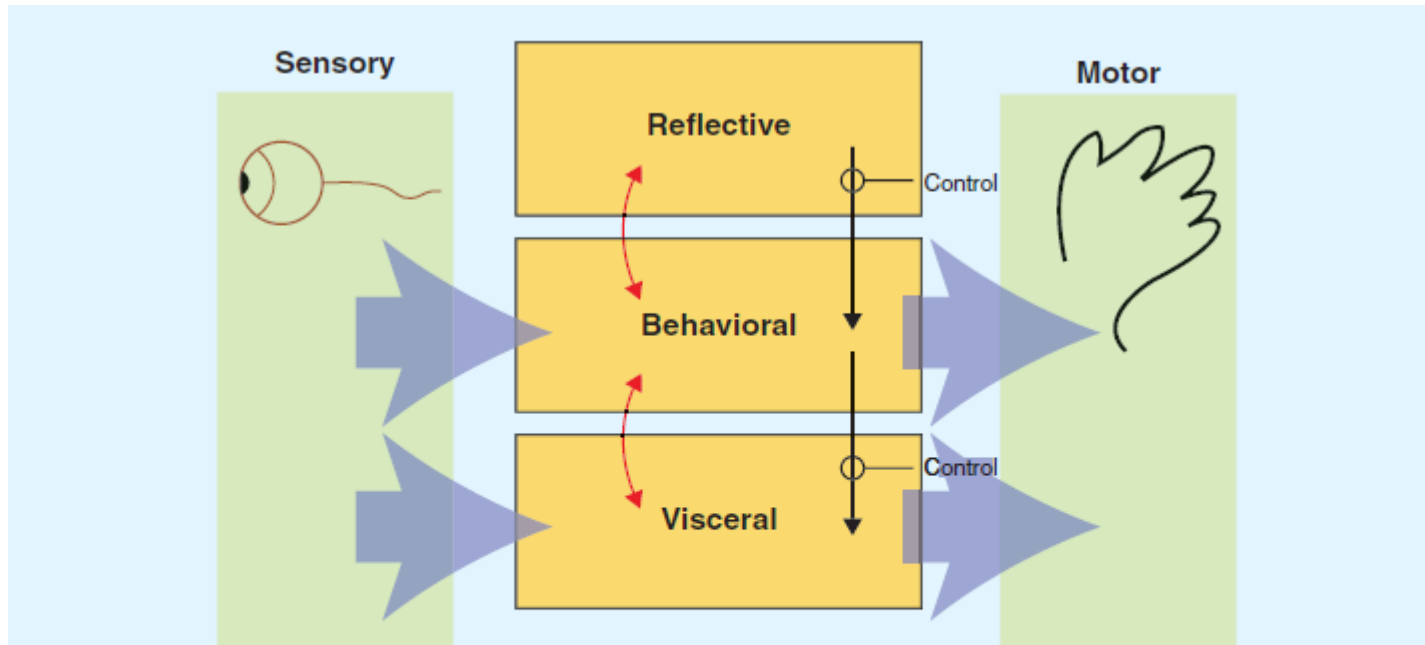 Sensory
Motor
Reflective
Control
Behavioral
Control
Visceral